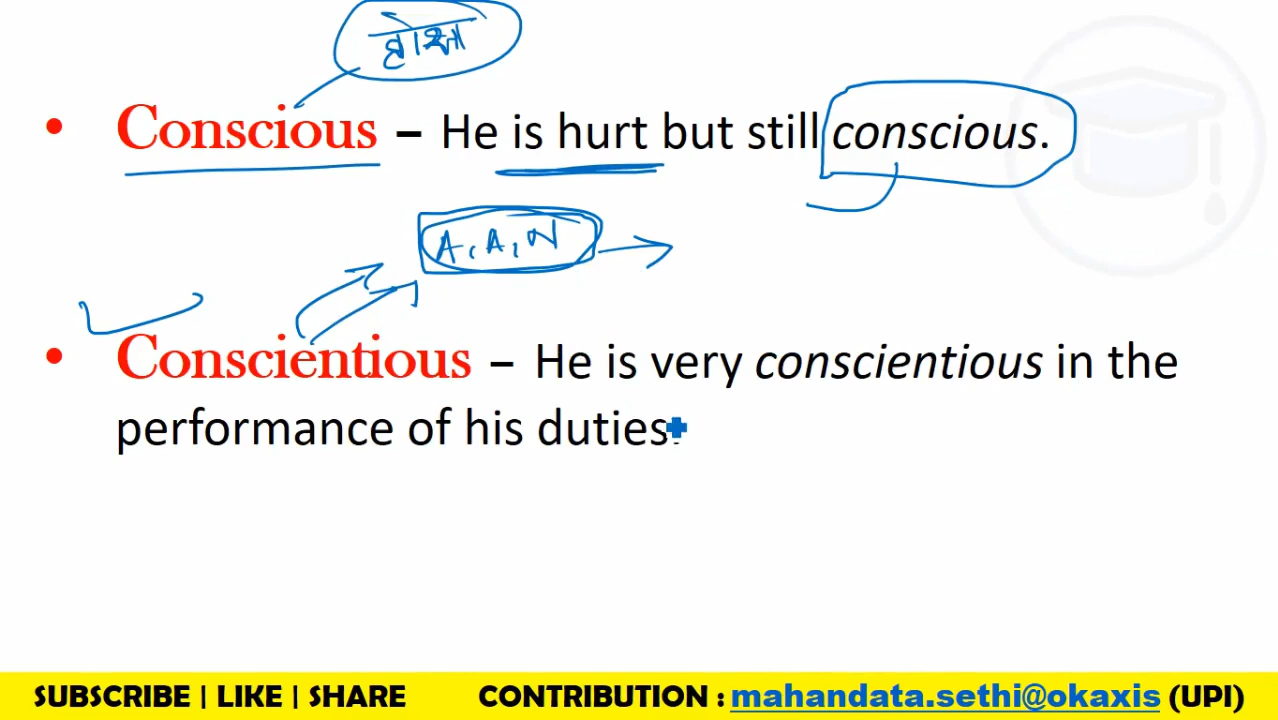 • Conscious – He is hurt but still conscious.
A, A, N
• Conscientious – He is very conscientious in the
performance of his duties.
SUBSCRIBE | LIKE | SHARE CONTRIBUTION : mahandata.sethi@okaxis (UPI)